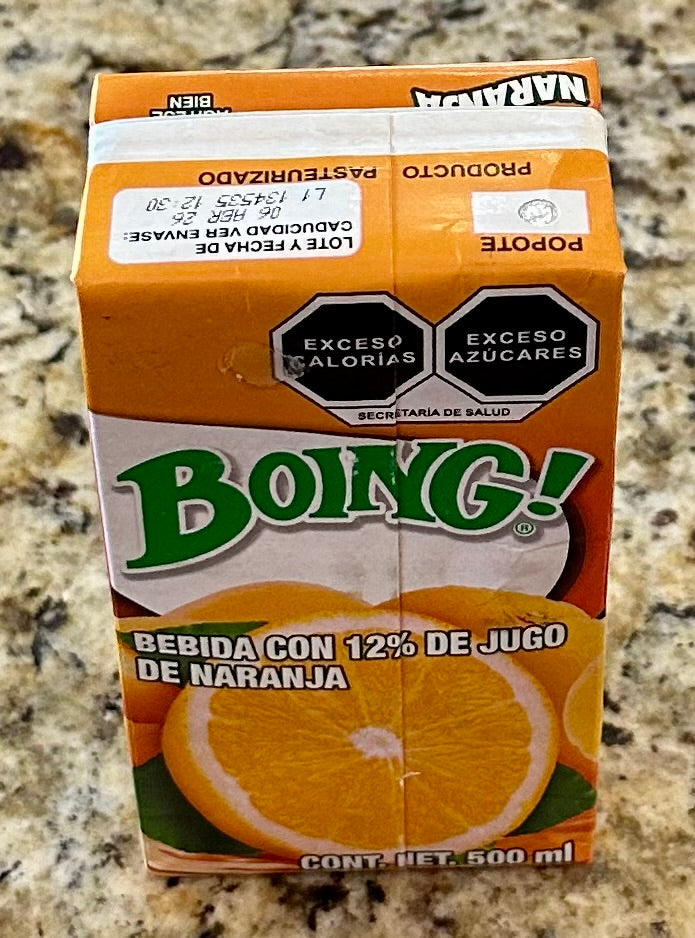 NARANJA
AGÍTESE
BIEN
PRODUCTO PASTEURIZADO
POPOTE
LOTE Y FECHA DE
CADUCIDAD VER ENVASE:
06 ABR 26
L1 134535 12:30
EXCESO
CALORÍAS
EXCESO
AZÚCARES
SECRETARÍA DE SALUD
BOING!
®
BEBIDA CON 12% DE JUGO
DE NARANJA
CONT. NET. 500 ml